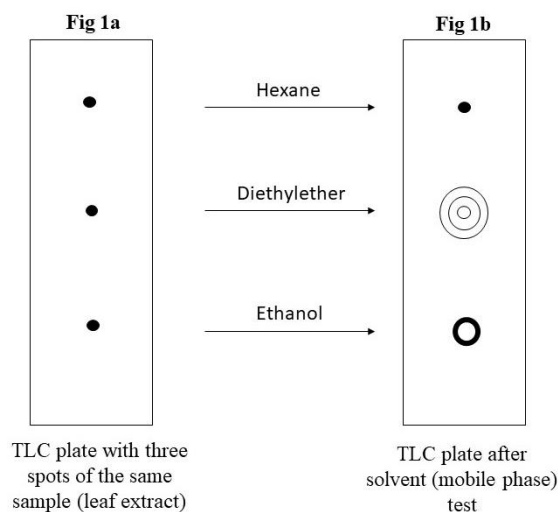 Fig 1a
Fig 1b
Hexane
Diethylether
Ethanol
TLC plate with three
spots of the same
sample (leaf extract)
TLC plate after
solvent (mobile phase)
test